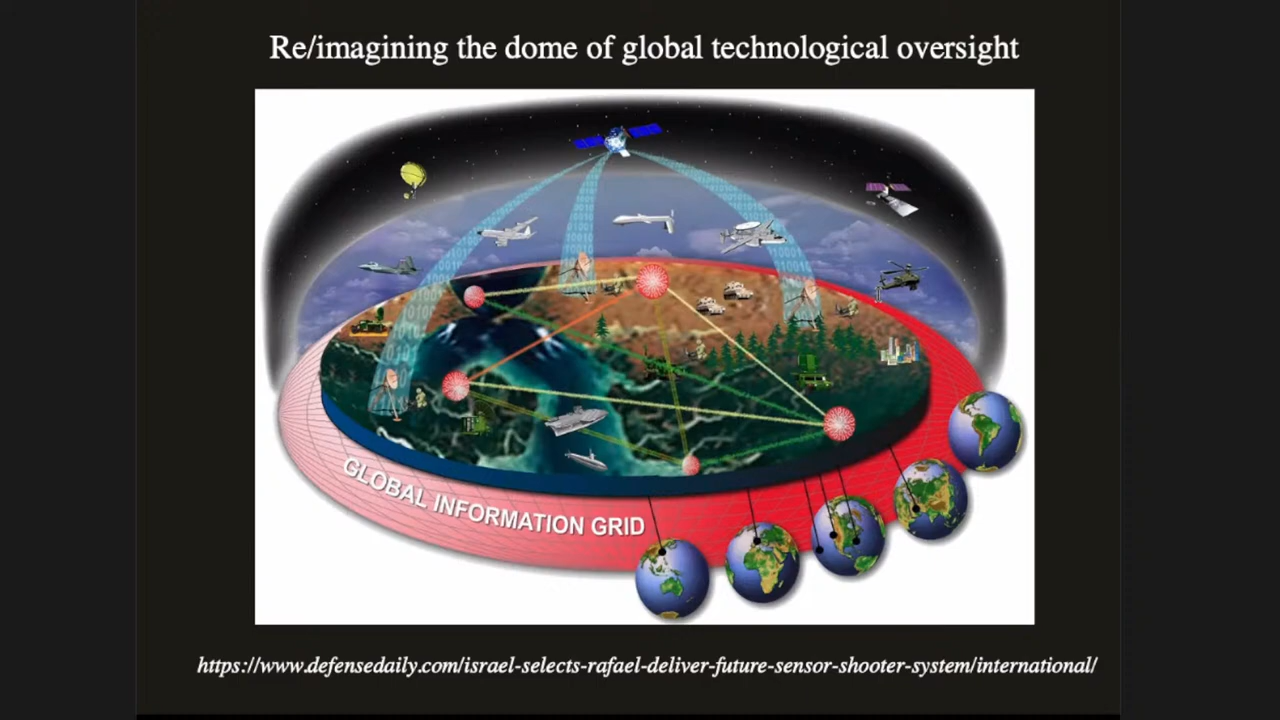 Re/imagining the dome of global technological oversight
GLOBAL INFORMATION GRID
https://www.defensedaily.com/israel-selects-rafael-deliver-future-sensor-shooter-system/international/